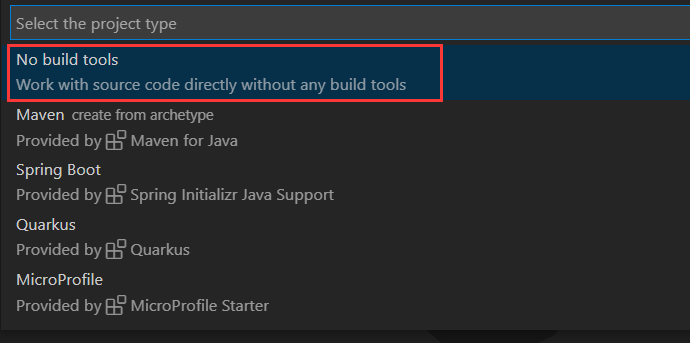 Select the project type
No build tools
Work with source code directly without any build tools
Maven create from archetype
Provided by Maven for Java
Spring Boot
Provided by Spring Initializr Java Support
Quarkus
Provided by Quarkus
MicroProfile
Provided by MicroProfile Starter